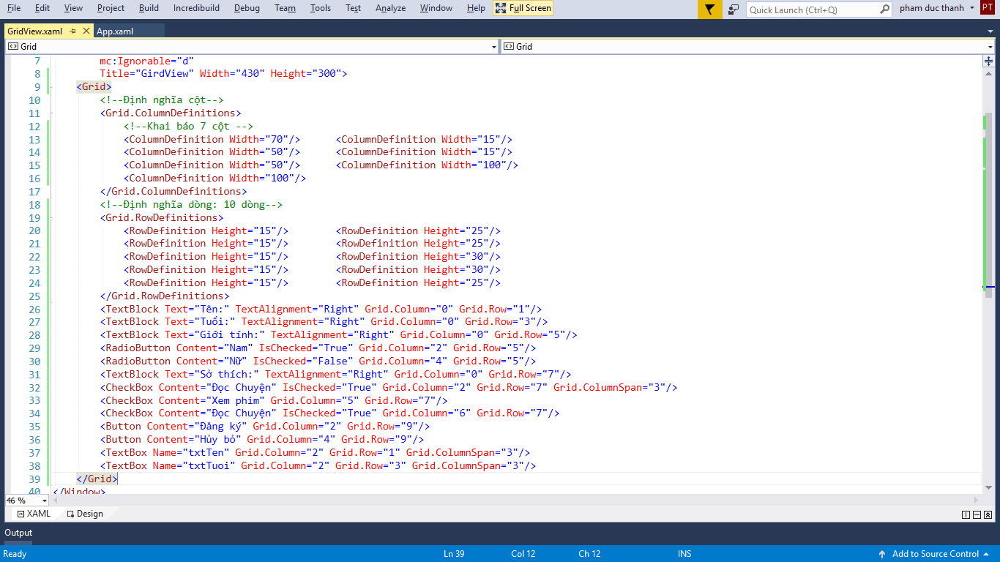 File Edit View Project Build Incredibuild Debug Team Tools Test Analyze Window Help Full Screen Quick Launch (Ctrl+Q) pham duc thanh PT
GridView.xaml App.xaml
Grid Grid
7 mc:Ignorable="d"
8 Title="GirdView" Width="430" Height="300">
9 <Grid>
10 <!--Định nghĩa cột-->
11 <Grid.ColumnDefinitions>
12 <!--Khai báo 7 cột -->
13 <ColumnDefinition Width="70"/> <ColumnDefinition Width="15"/>
14 <ColumnDefinition Width="50"/> <ColumnDefinition Width="15"/>
15 <ColumnDefinition Width="50"/> <ColumnDefinition Width="100"/>
16 <ColumnDefinition Width="100"/>
17 </Grid.ColumnDefinitions>
18 <!--Định nghĩa dòng: 10 dòng-->
19 <Grid.RowDefinitions>
20 <RowDefinition Height="15"/> <RowDefinition Height="25"/>
21 <RowDefinition Height="15"/> <RowDefinition Height="25"/>
22 <RowDefinition Height="15"/> <RowDefinition Height="30"/>
23 <RowDefinition Height="15"/> <RowDefinition Height="30"/>
24 <RowDefinition Height="15"/> <RowDefinition Height="25"/>
25 </Grid.RowDefinitions>
26 <TextBlock Text="Tên:" TextAlignment="Right" Grid.Column="0" Grid.Row="1"/>
27 <TextBlock Text="Tuổi:" TextAlignment="Right" Grid.Column="0" Grid.Row="3"/>
28 <TextBlock Text="Giới tính:" TextAlignment="Right" Grid.Column="0" Grid.Row="5"/>
29 <RadioButton Content="Nam" IsChecked="True" Grid.Column="2" Grid.Row="5"/>
30 <RadioButton Content="Nữ" IsChecked="False" Grid.Column="4" Grid.Row="5"/>
31 <TextBlock Text="Sở thích:" TextAlignment="Right" Grid.Column="0" Grid.Row="7"/>
32 <CheckBox Content="Đọc Chuyện" IsChecked="True" Grid.Column="2" Grid.Row="7" Grid.ColumnSpan="3"/>
33 <CheckBox Content="Xem phim" Grid.Column="5" Grid.Row="7"/>
34 <CheckBox Content="Đọc Chuyện" IsChecked="True" Grid.Column="6" Grid.Row="7"/>
35 <Button Content="Đăng ký" Grid.Column="2" Grid.Row="9"/>
36 <Button Content="Hủy bỏ" Grid.Column="4" Grid.Row="9"/>
37 <TextBox Name="txtTen" Grid.Column="2" Grid.Row="1" Grid.ColumnSpan="3"/>
38 <TextBox Name="txtTuoi" Grid.Column="2" Grid.Row="3" Grid.ColumnSpan="3"/>
39 </Grid>
40 </Window>
46 %
XAML Design
Output
Ready Ln 39 Col 12 Ch 12 INS Add to Source Control